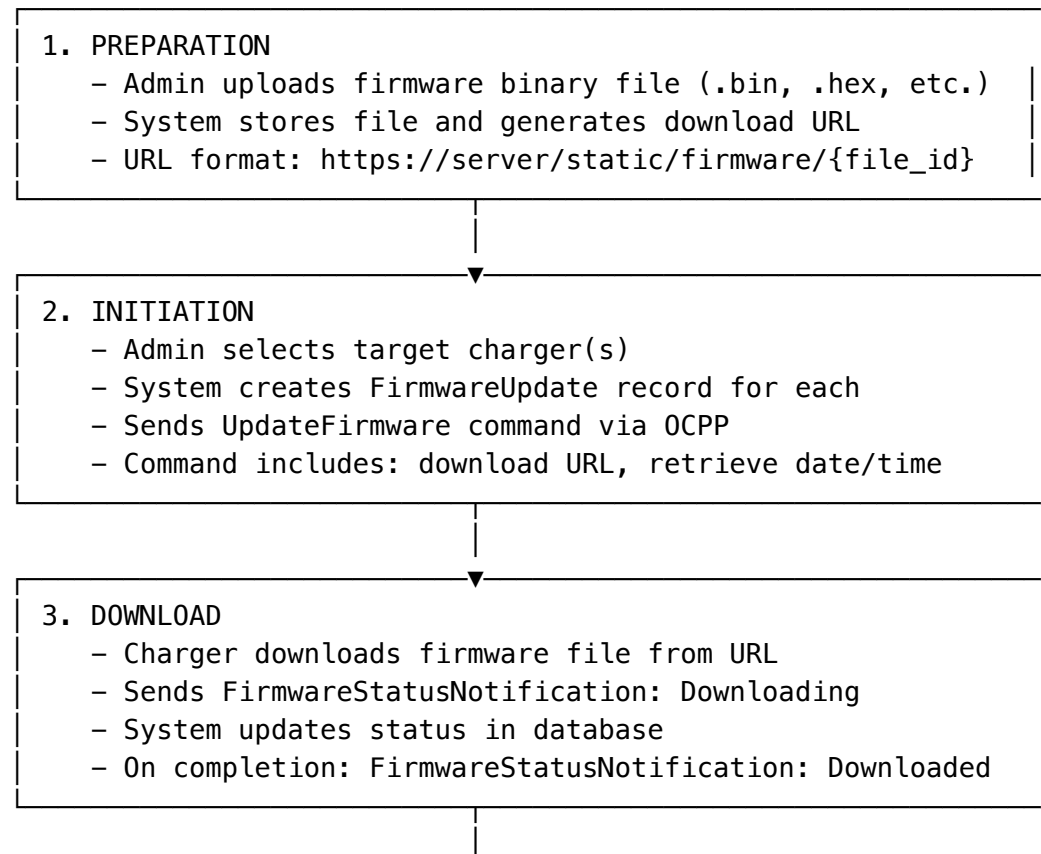 1. PREPARATION
– Admin uploads firmware binary file (.bin, .hex, etc.)
– System stores file and generates download URL
– URL format: https://server/static/firmware/{file_id}
2. INITIATION
– Admin selects target charger(s)
– System creates FirmwareUpdate record for each
– Sends UpdateFirmware command via OCPP
– Command includes: download URL, retrieve date/time
3. DOWNLOAD
– Charger downloads firmware file from URL
– Sends FirmwareStatusNotification: Downloading
– System updates status in database
– On completion: FirmwareStatusNotification: Downloaded